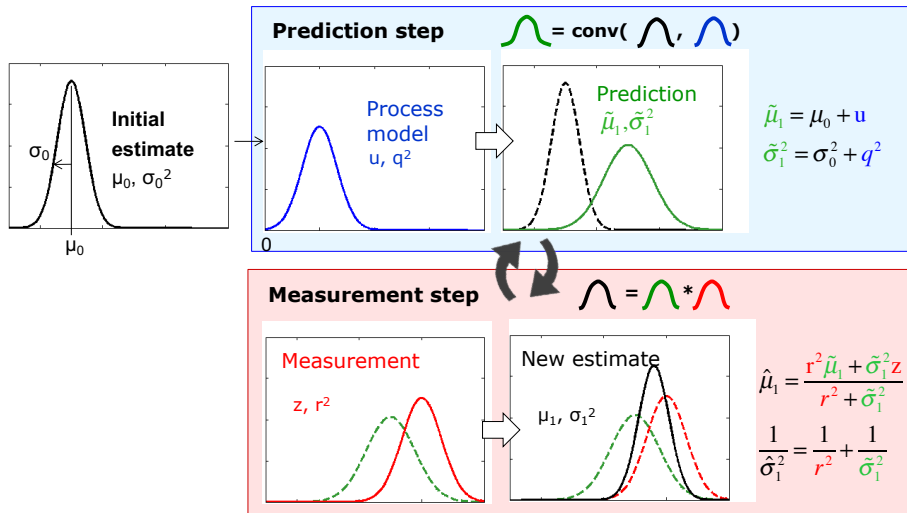 Prediction step
= conv( , )
Initial
estimate
μ₀, σ₀²
σ₀
μ₀
Process
model
u, q²
0
Prediction
μ̃₁, σ̃₁²
μ̃₁ = μ₀ + u
σ̃₁² = σ₀² + q²
Measurement step
= *
Measurement
z, r²
New estimate
μ₁, σ₁²
μ̂₁ = (r²μ̃₁ + σ̃₁²z) / (r² + σ̃₁²)
1/σ̂₁² = 1/r² + 1/σ̃₁²